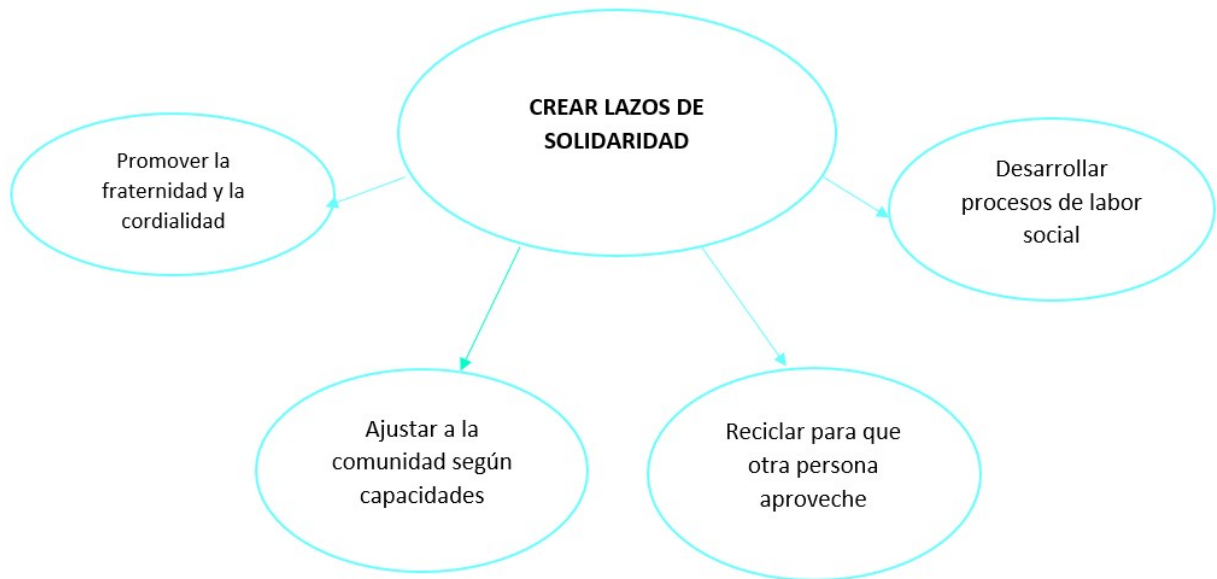 CREAR LAZOS DE
SOLIDARIDAD
Promover la
fraternidad y la
cordialidad
Desarrollar
procesos de labor
social
Ajustar a la
comunidad según
capacidades
Reciclar para que
otra persona
aproveche